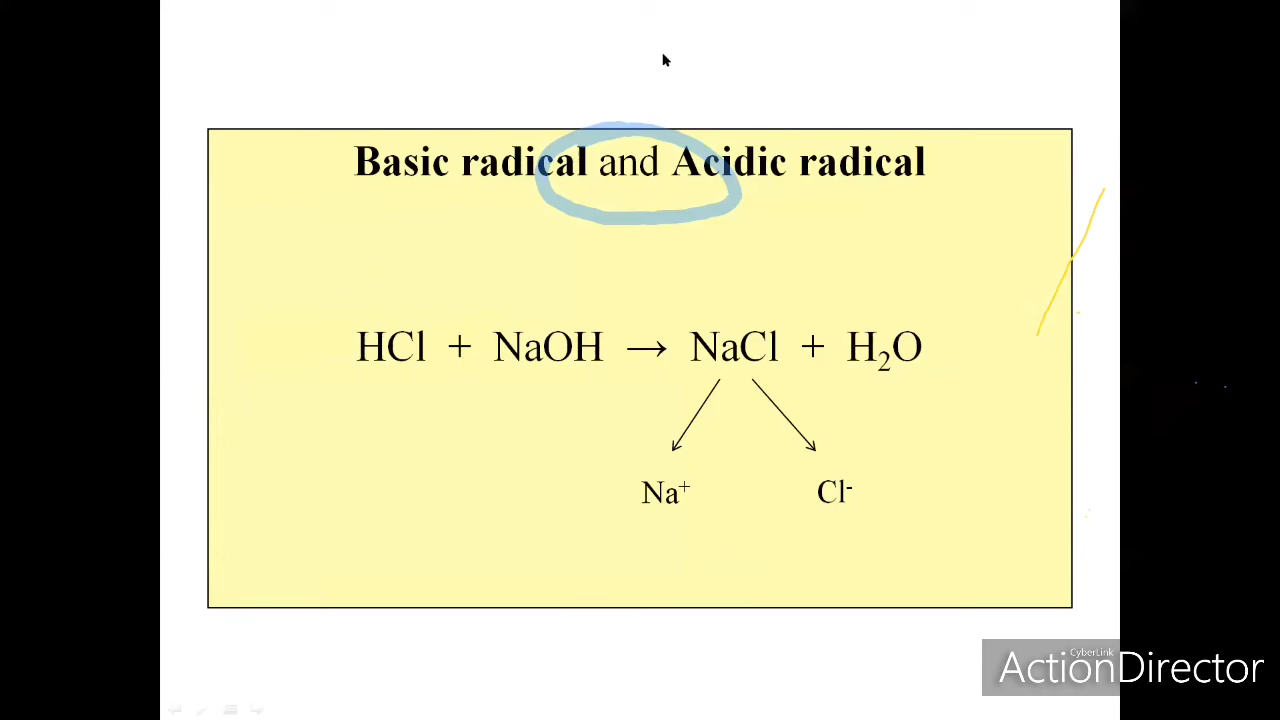 Basic radical and Acidic radical
HCl + NaOH → NaCl + H₂O
Na⁺ Cl⁻
CyberLink
ActionDirector